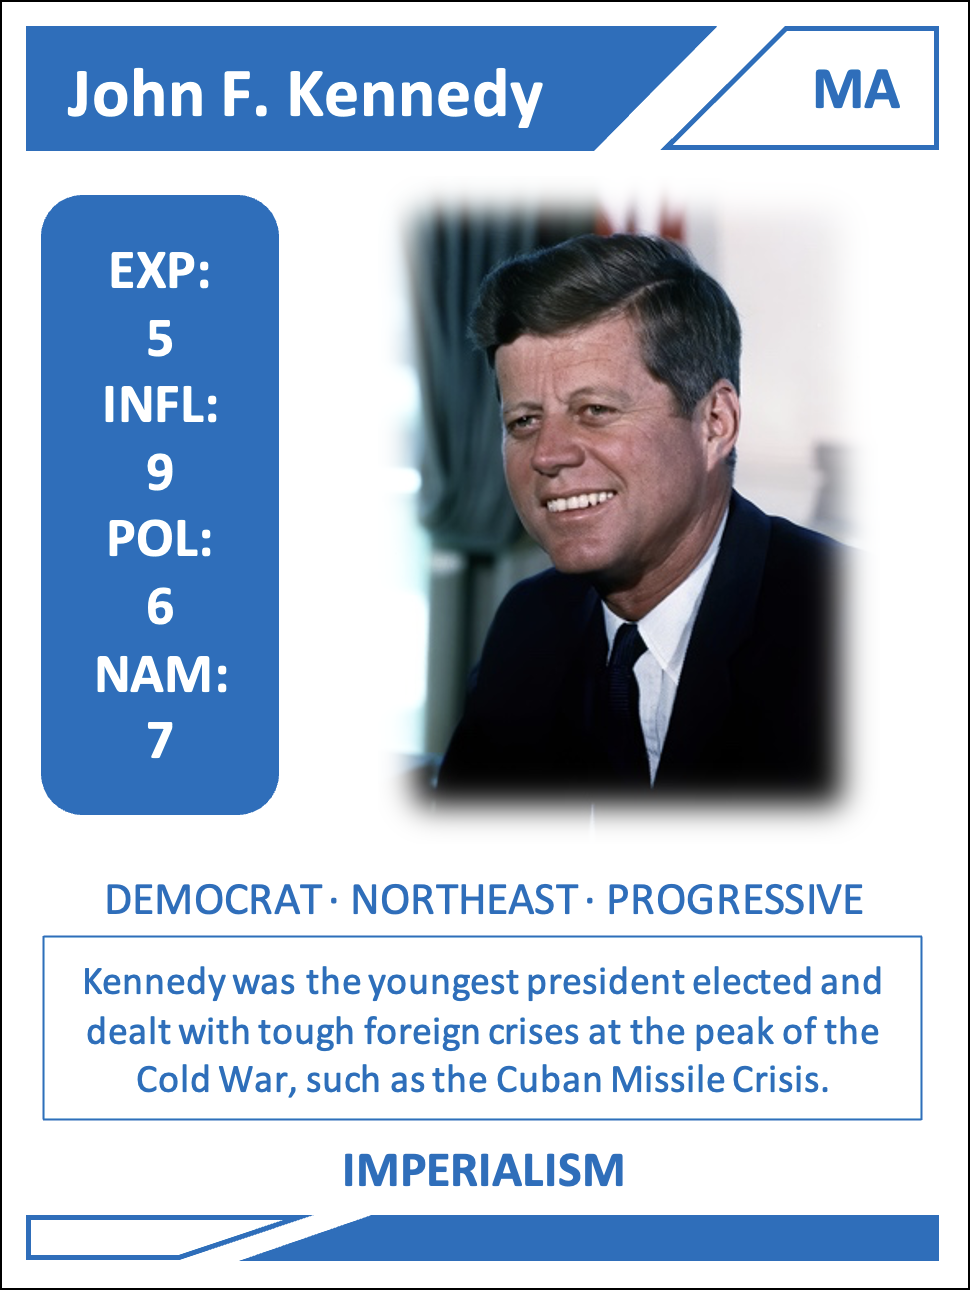 John F. Kennedy
MA
EXP:
5
INFL:
9
POL:
6
NAM:
7
DEMOCRAT · NORTHEAST · PROGRESSIVE
Kennedy was the youngest president elected and
dealt with tough foreign crises at the peak of the
Cold War, such as the Cuban Missile Crisis.
IMPERIALISM